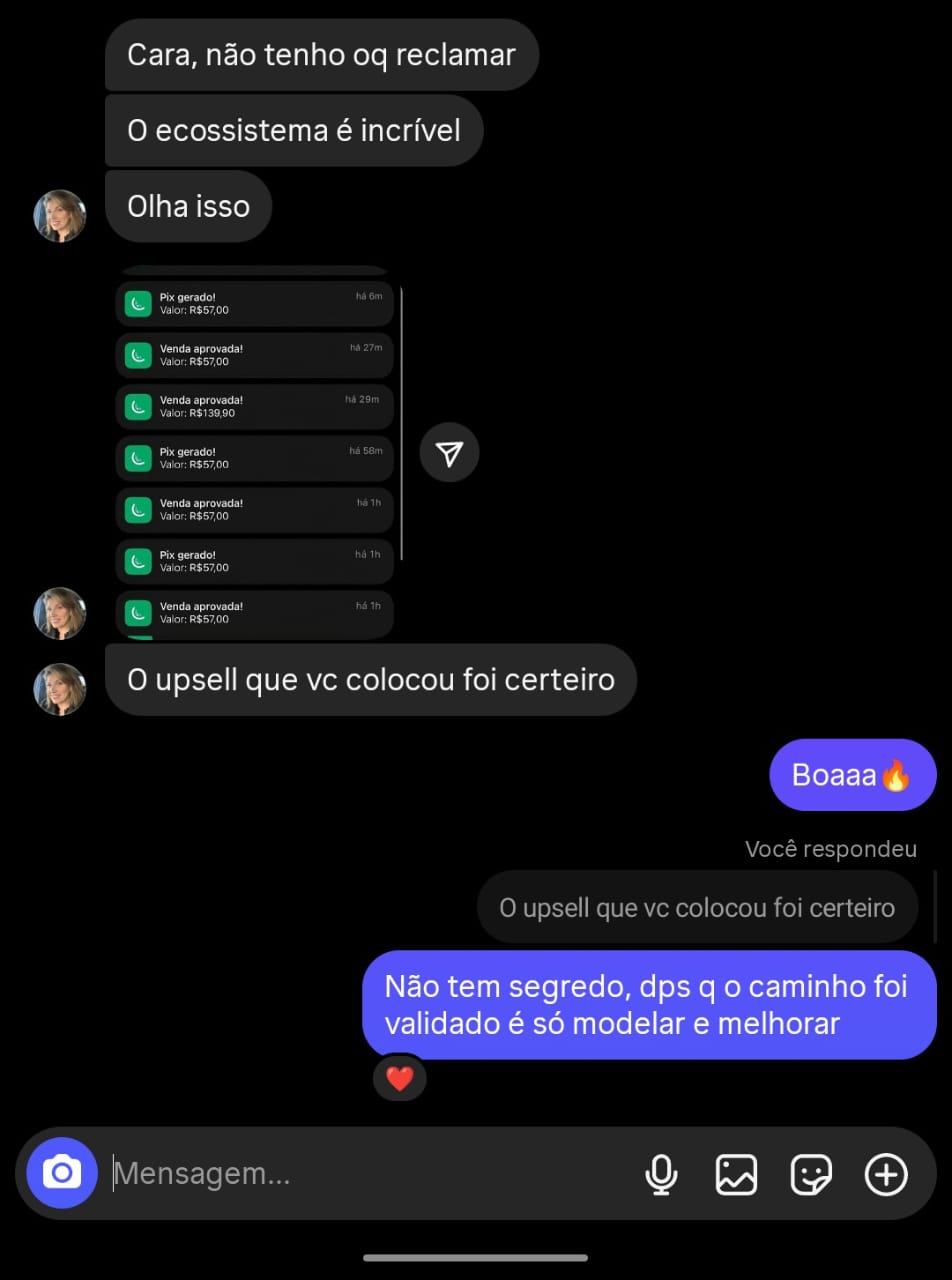 Cara, não tenho oq reclamar
O ecossistema é incrível
Olha isso
Pix gerado!
há 6m
Valor: R$57,00
Venda aprovada!
há 27m
Valor: R$57,00
Venda aprovada!
há 29m
Valor: R$139,90
Pix gerado!
há 58m
Valor: R$57,00
Venda aprovada!
há 1h
Valor: R$57,00
Pix gerado!
há 1h
Valor: R$57,00
Venda aprovada!
há 1h
Valor: R$57,00
O upsell que vc colocou foi certeiro
Boaaa🔥
Você respondeu
O upsell que vc colocou foi certeiro
Não tem segredo, dps q o caminho foi
validado é só modelar e melhorar
❤️
Mensagem...